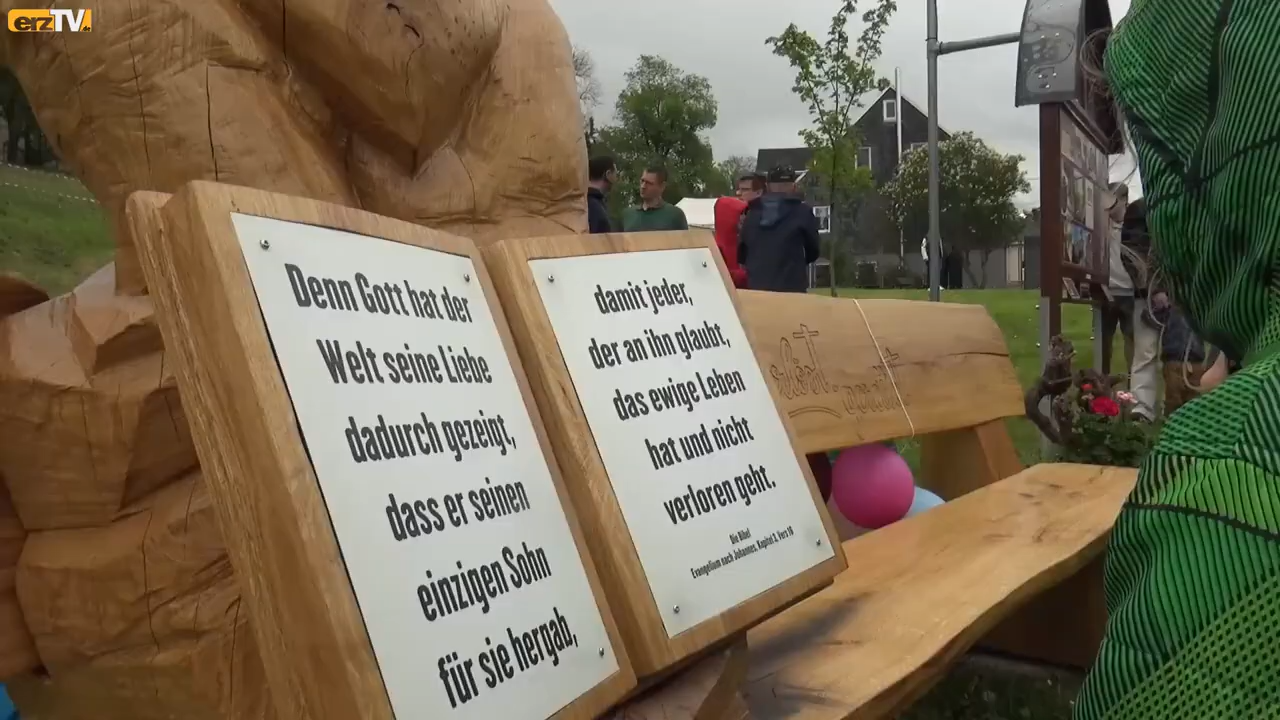 erzTV.de
Denn Gott hat der
Welt seine Liebe
dadurch gezeigt,
dass er seinen
einzigen Sohn
für sie hergab,
damit jeder,
der an ihn glaubt,
das ewige Leben
hat und nicht
verloren geht.
Die Bibel
Evangelium nach Johannes, Kapitel 3, Vers 16